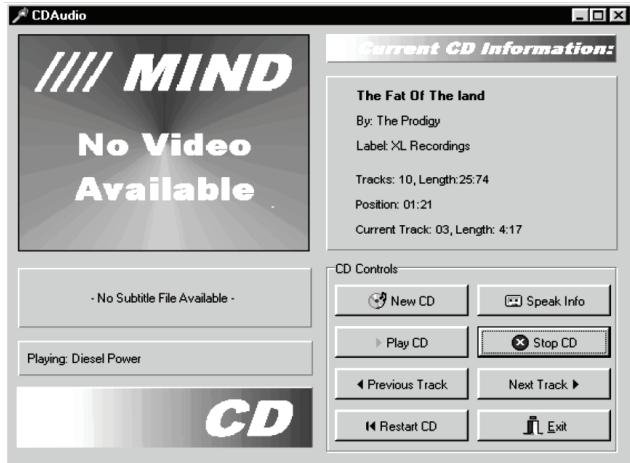 CDAudio
//// MIND
No Video
Available
- No Subtitle File Available -
Playing: Diesel Power
CD
Current CD Information:
The Fat Of The land
By: The Prodigy
Label: XL Recordings
Tracks: 10, Length:25:74
Position: 01:21
Current Track: 03, Length: 4:17
CD Controls
New CD
Speak Info
Play CD
Stop CD
Previous Track
Next Track
Restart CD
Exit